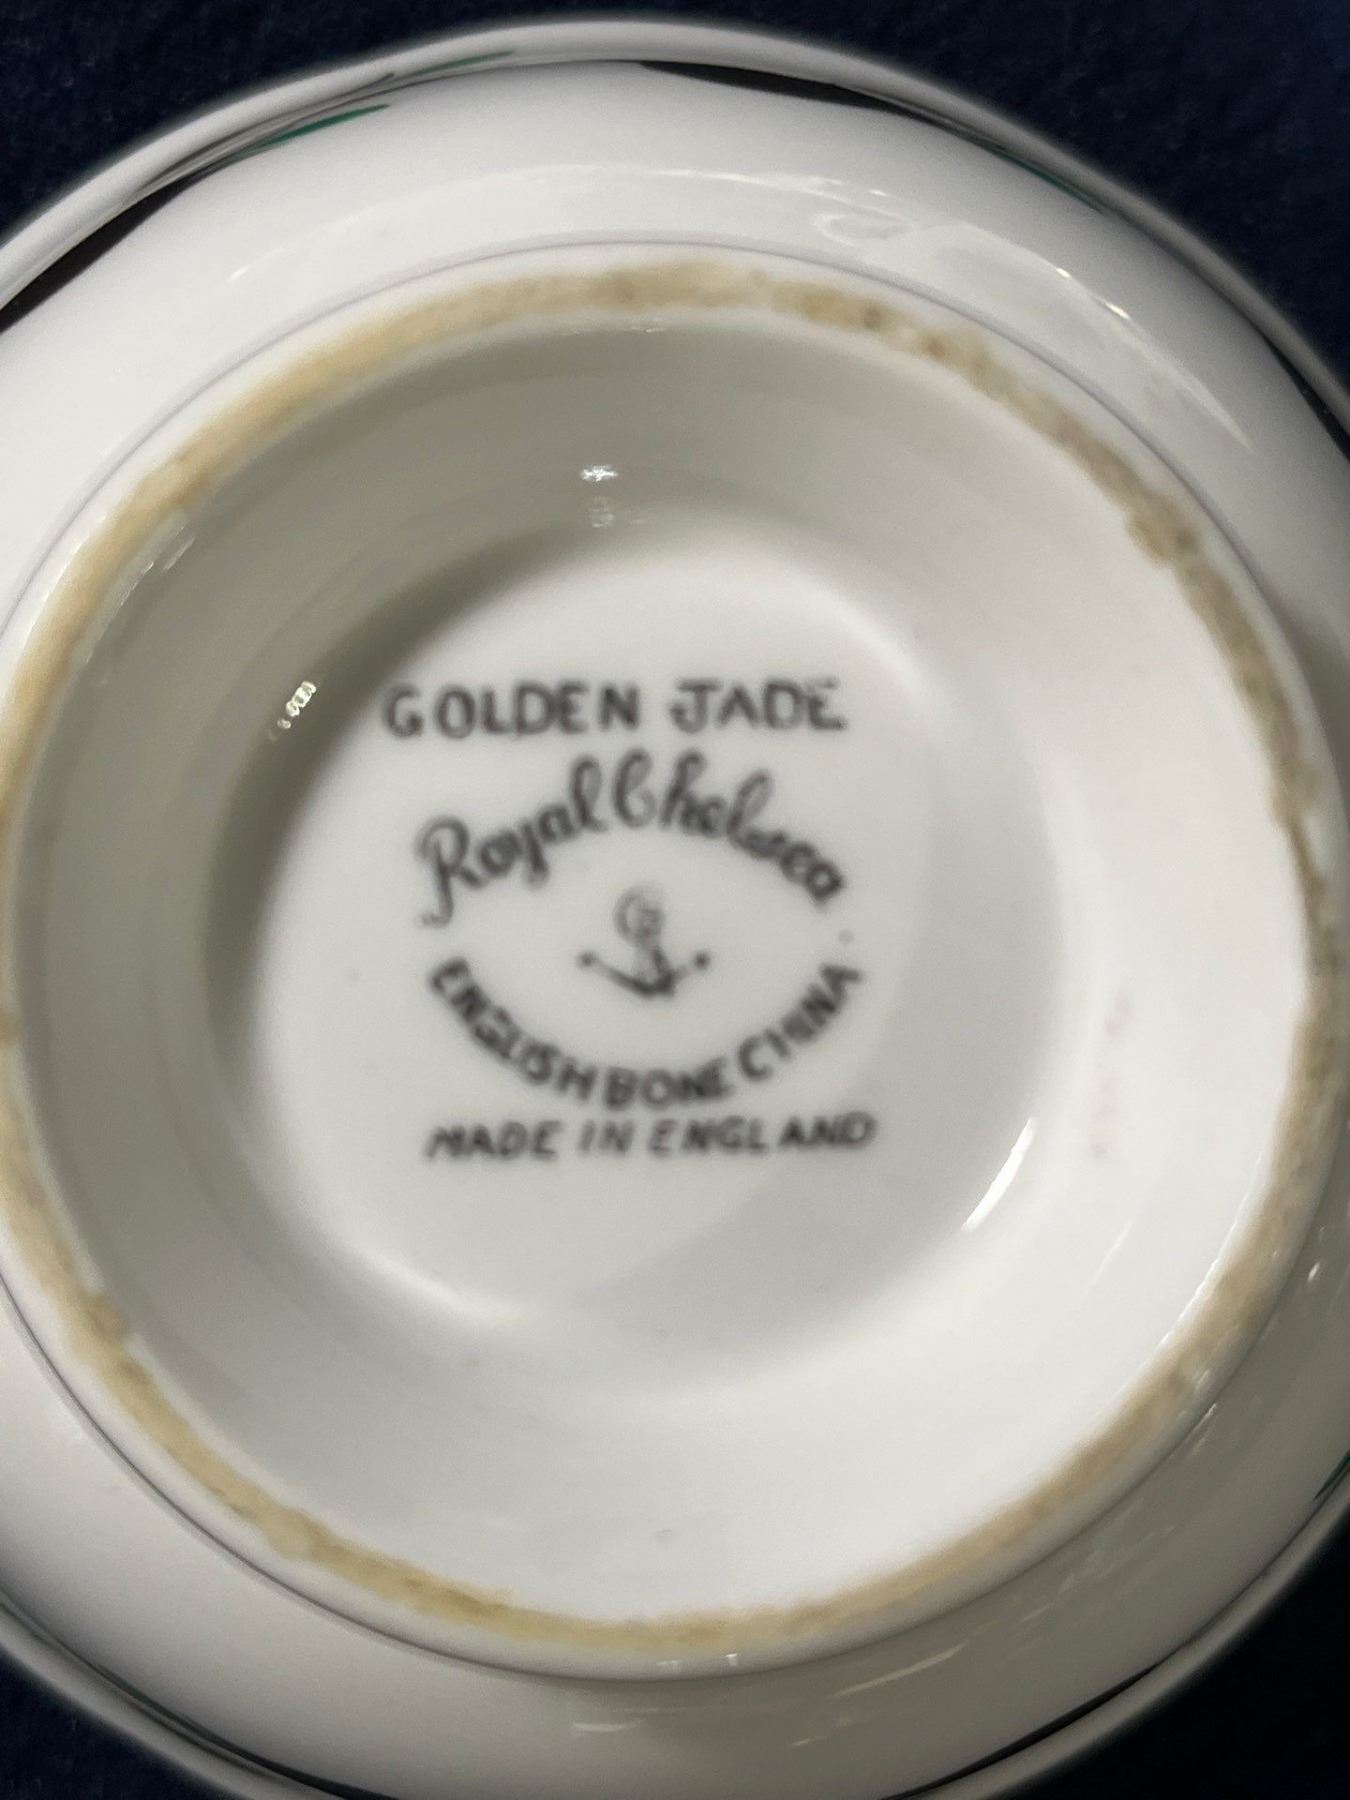 GOLDEN JADE
Royal Chelsea
ENGLISH BONE CHINA
MADE IN ENGLAND